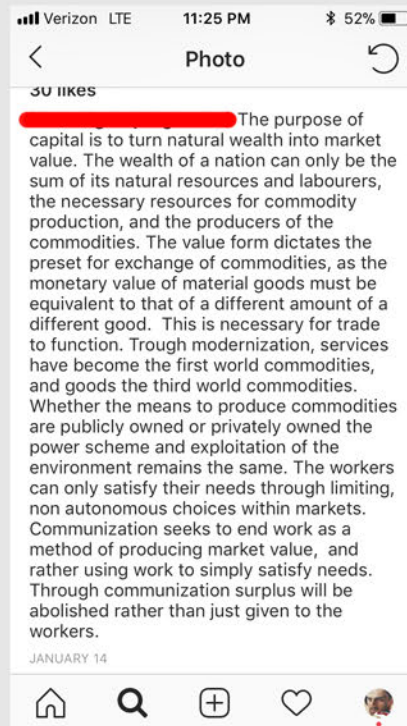 Verizon LTE 11:25 PM 52%
Photo
30 likes
The purpose of
capital is to turn natural wealth into market
value. The wealth of a nation can only be the
sum of its natural resources and labourers,
the necessary resources for commodity
production, and the producers of the
commodities. The value form dictates the
preset for exchange of commodities, as the
monetary value of material goods must be
equivalent to that of a different amount of a
different good.  This is necessary for trade
to function. Trough modernization, services
have become the first world commodities,
and goods the third world commodities.
Whether the means to produce commodities
are publicly owned or privately owned the
power scheme and exploitation of the
environment remains the same. The workers
can only satisfy their needs through limiting,
non autonomous choices within markets.
Communization seeks to end work as a
method of producing market value,  and
rather using work to simply satisfy needs.
Through communization surplus will be
abolished rather than just given to the
workers.
JANUARY 14